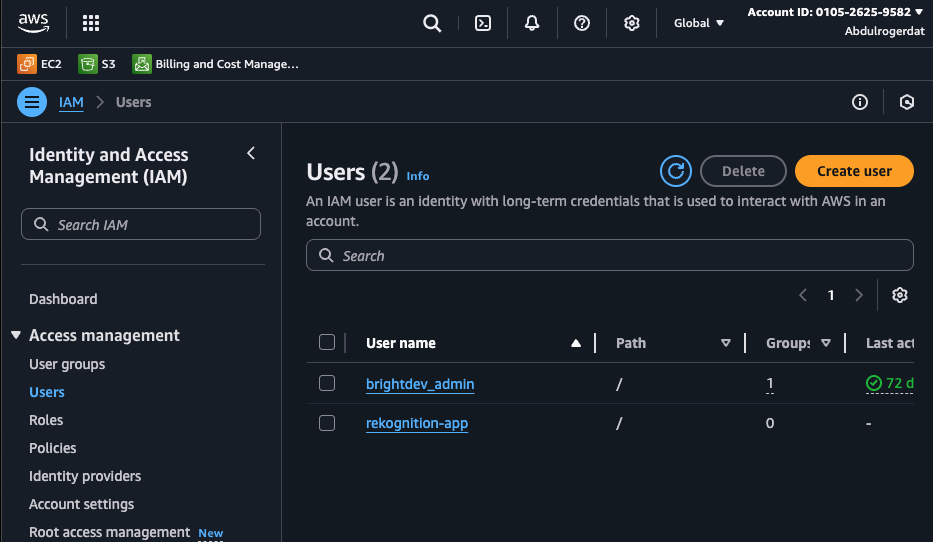 aws
Global
Account ID: 0105-2625-9582
Abdulrogerdat
EC2
S3
Billing and Cost Manage...
IAM > Users
Identity and Access
Management (IAM)
Search IAM
Dashboard
Access management
User groups
Users
Roles
Policies
Identity providers
Account settings
Root access management New
Users (2) Info
Delete
Create user
An IAM user is an identity with long-term credentials that is used to interact with AWS in an
account.
Search
1
User name Path Groups Last act
brightdev_admin / 1 72 d
rekognition-app / 0 -